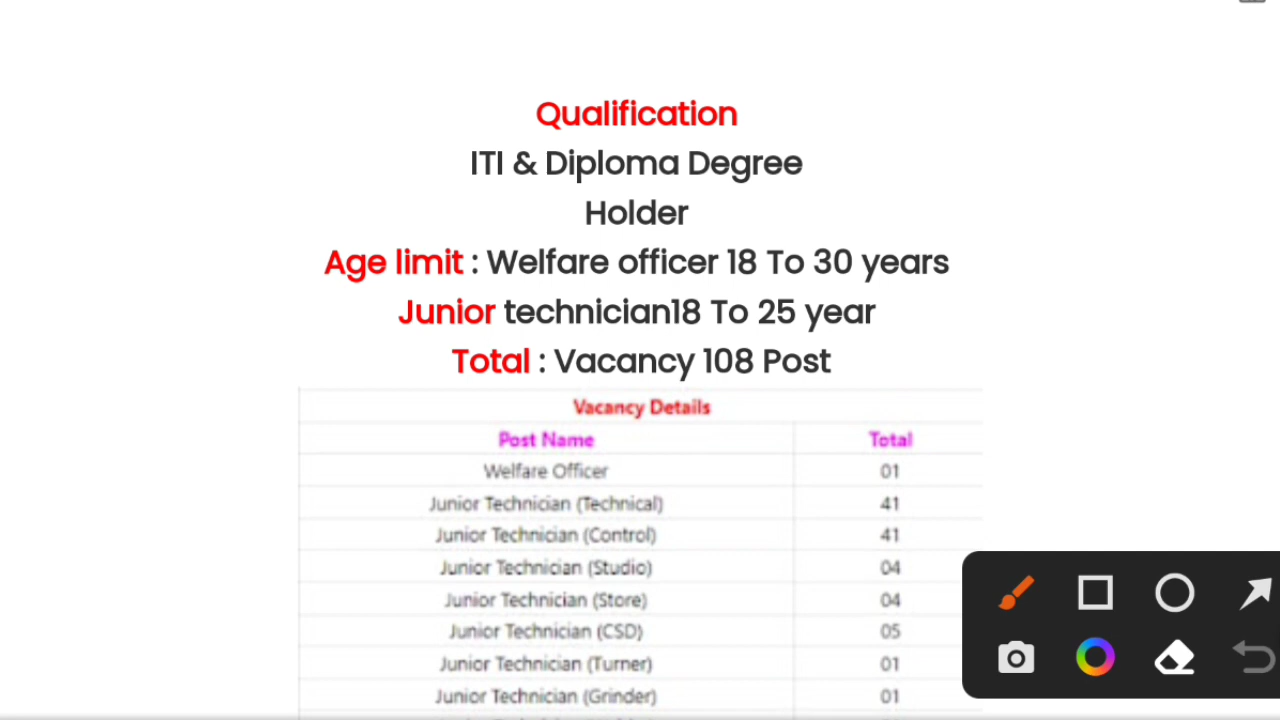 Qualification
ITI & Diploma Degree
Holder
Age limit : Welfare officer 18 To 30 years
Junior technician18 To 25 year
Total : Vacancy 108 Post
Vacancy Details
Post Name Total
Welfare Officer 01
Junior Technician (Technical) 41
Junior Technician (Control) 41
Junior Technician (Studio) 04
Junior Technician (Store) 04
Junior Technician (CSD) 05
Junior Technician (Turner) 01
Junior Technician (Grinder) 01